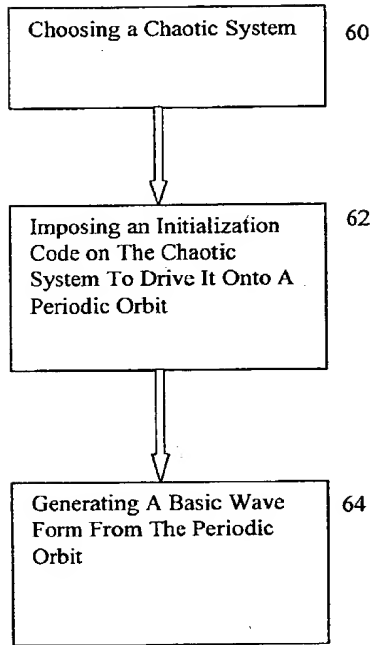 Choosing a Chaotic System
60
Imposing an Initialization
Code on The Chaotic
System To Drive It Onto A
Periodic Orbit
62
Generating A Basic Wave
Form From The Periodic
Orbit
64